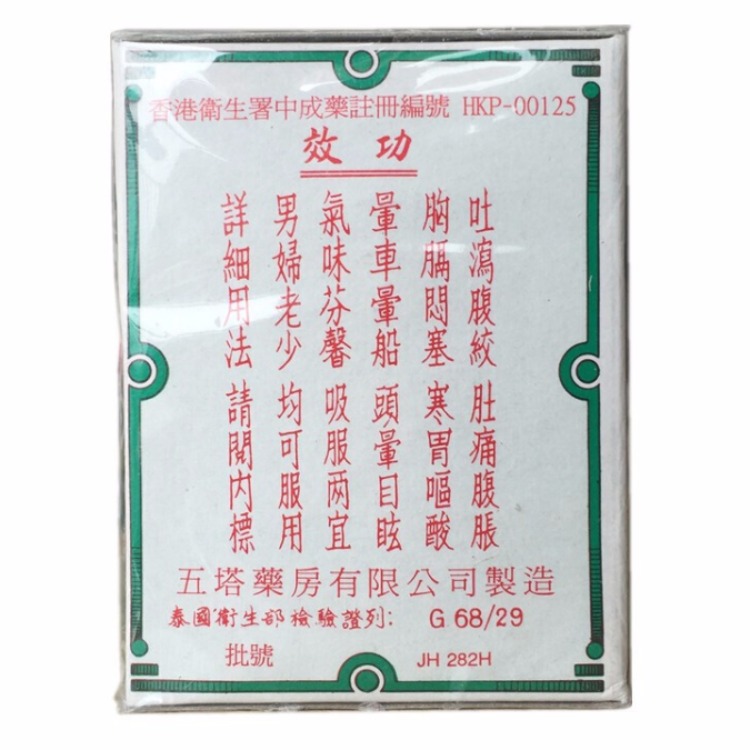 香港衛生署中成藥註冊編號 HKP-00125
功效
吐瀉腹絞 肚痛腹脹
胸膈悶塞 寒胃嘔酸
暈車暈船 頭暈目眩
氣味芬馨 吸服两宜
男婦老少 均可服用
詳細用法 請閱内標
五塔藥房有限公司製造
泰國衛生部檢驗證列: G 68/29
批號 JH 282H